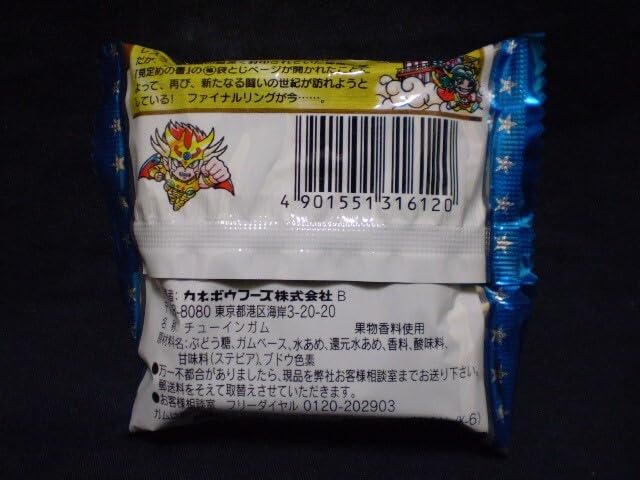 「見定めの書」の㊙袋とじページが開かれたことに
よって、再び、新たなる闘いの世紀が訪れようと
している! ファイナルリングが今……。
4 901551 316120
カネボウフーズ株式会社 B
-8080 東京都港区海岸3-20-20
名 称 チューインガム 果物香料使用
原材料名:ぶどう糖、ガムベース、水あめ、還元水あめ、香料、酸味料、
甘味料(ステビア)、ブドウ色素
●万一不都合がありましたら、現品を弊社お客様相談室までお送り下さい。
郵送料をそえて取替えさせていただきます。
●お客様相談室 フリーダイヤル 0120-202903
K-6)